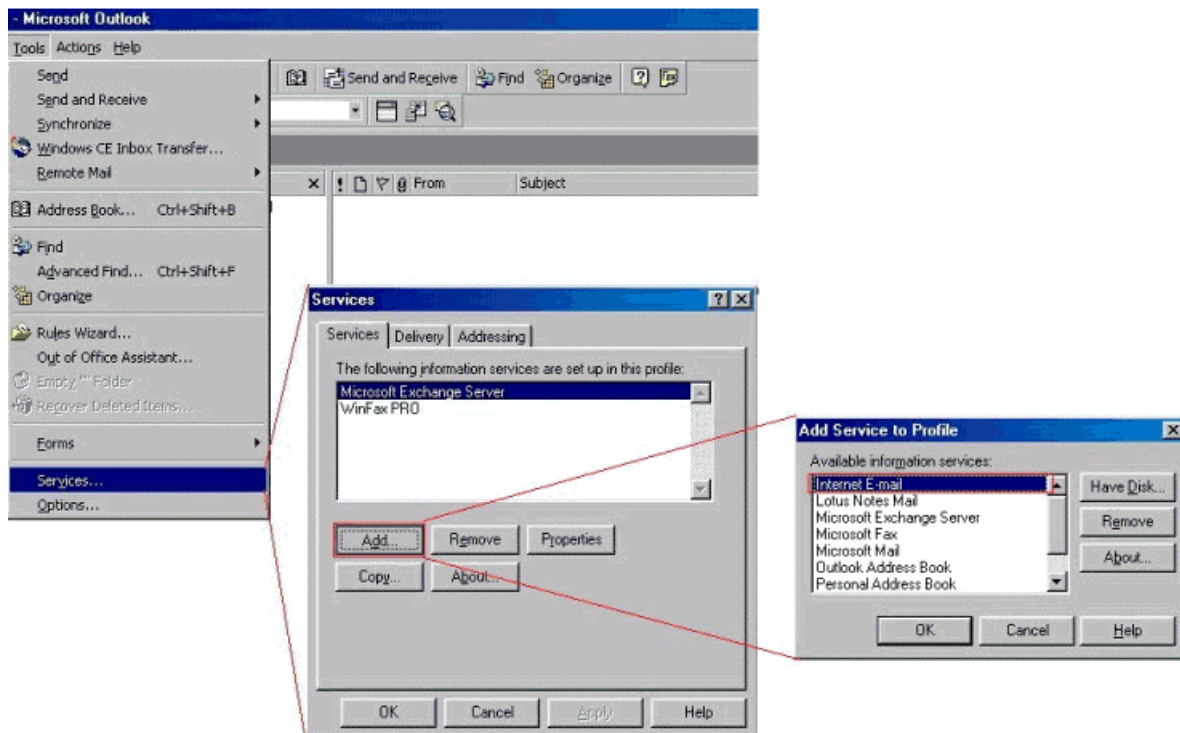 - Microsoft Outlook
Tools Actions Help
Send and Receive Find Organize
Send
Send and Receive
Synchronize
Windows CE Inbox Transfer...
Remote Mail
Address Book... Ctrl+Shift+B
Find
Advanced Find... Ctrl+Shift+F
Organize
Rules Wizard...
Out of Office Assistant...
Empty "" Folder
Recover Deleted Items...
Forms
Services...
Options...
From Subject
Services
Services Delivery Addressing
The following information services are set up in this profile:
Microsoft Exchange Server
WinFax PRO
Add... Remove Properties
Copy... About...
OK Cancel Apply Help
Add Service to Profile
Available information services:
Internet E-mail
Lotus Notes Mail
Microsoft Exchange Server
Microsoft Fax
Microsoft Mail
Outlook Address Book
Personal Address Book
Have Disk...
Remove
About...
OK Cancel Help